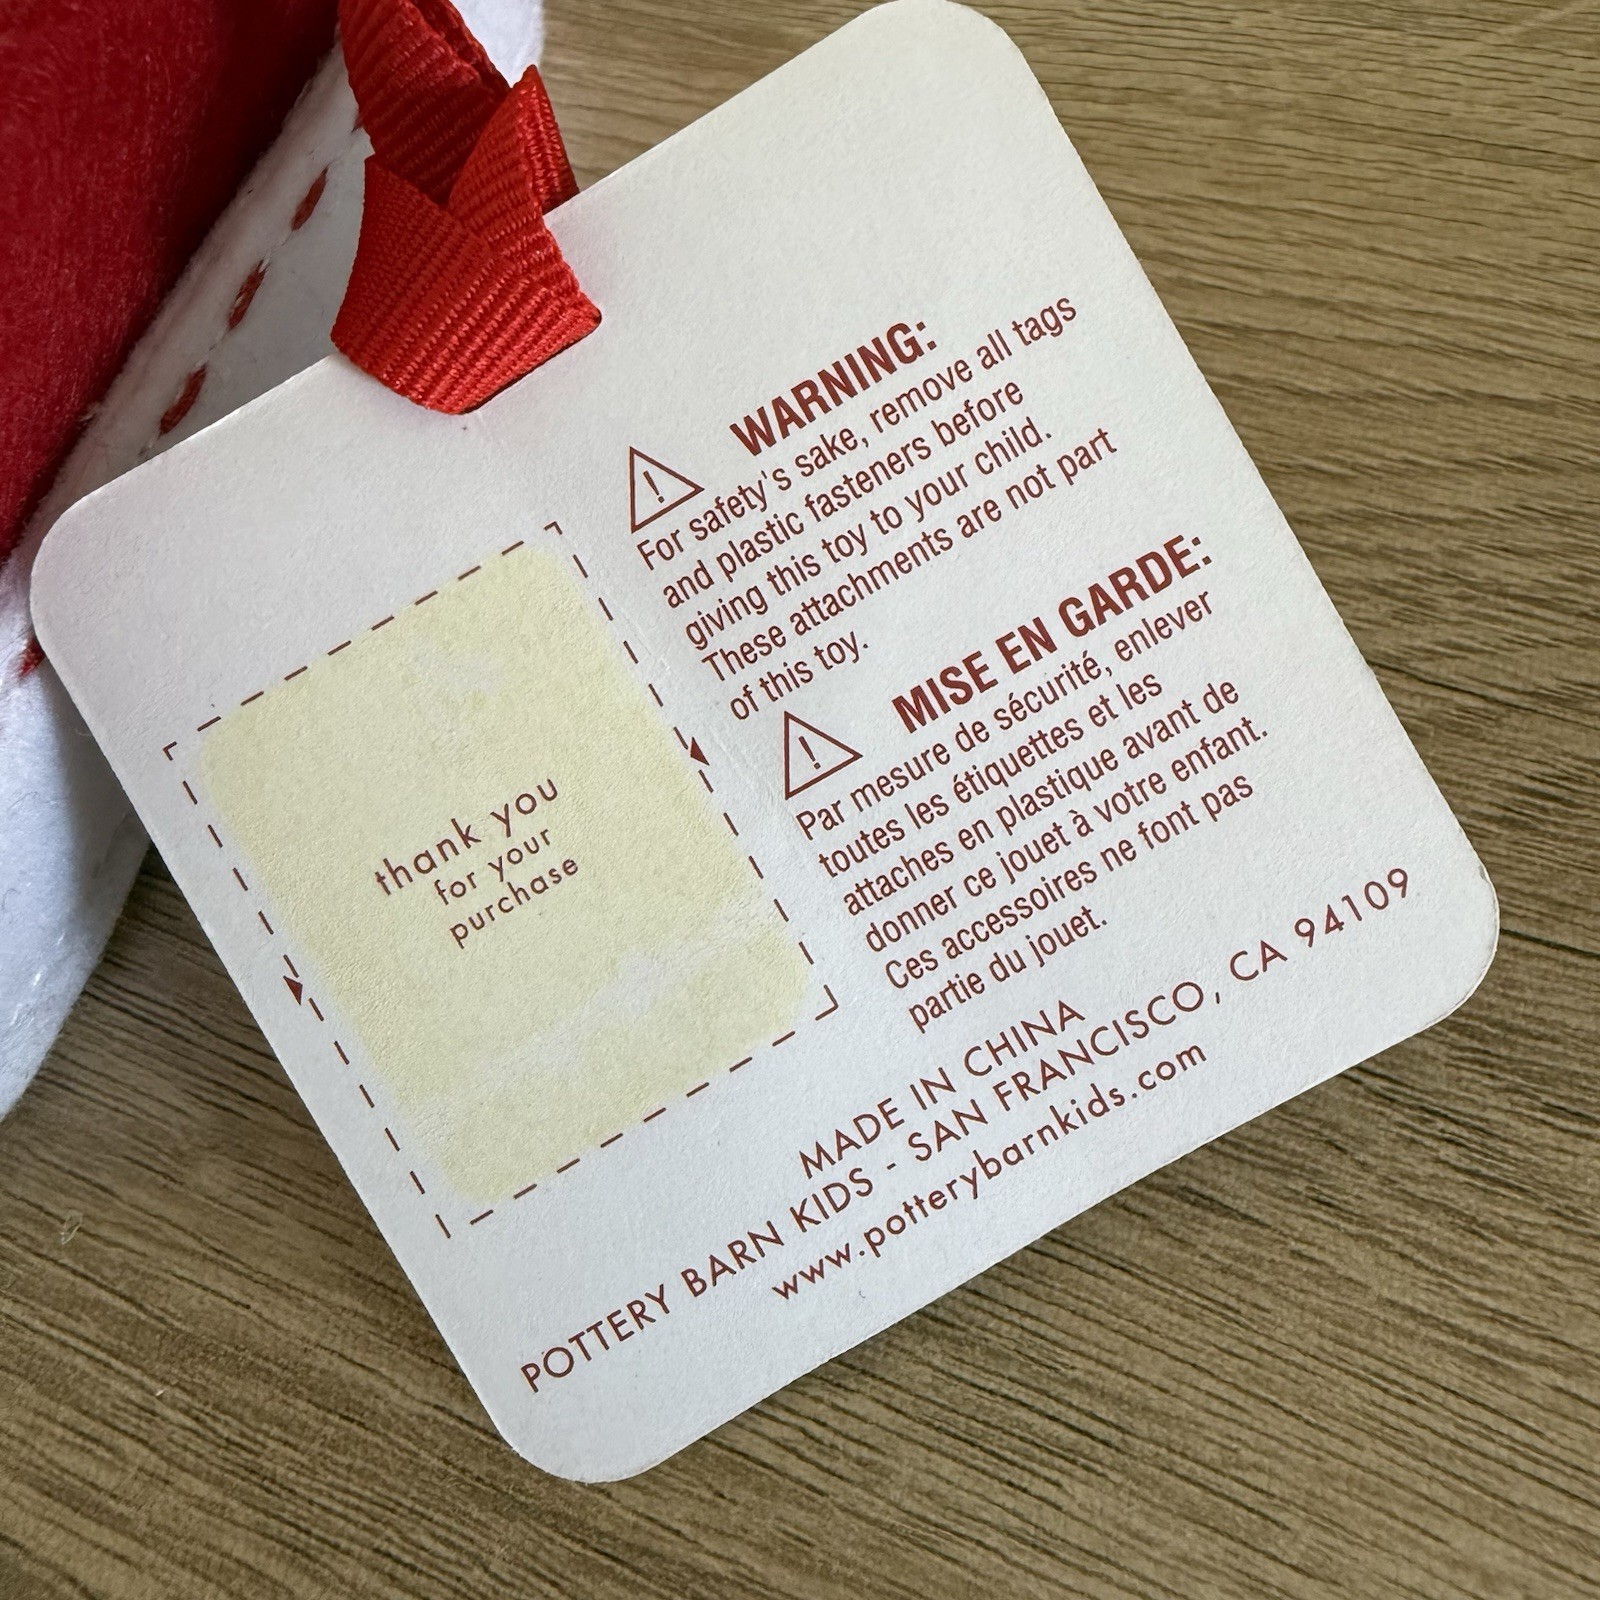 thank you
for your
purchase
WARNING:
For safety's sake, remove all tags
and plastic fasteners before
giving this toy to your child.
These attachments are not part
of this toy.
MISE EN GARDE:
Par mesure de sécurité, enlever
toutes les étiquettes et les
attaches en plastique avant de
donner ce jouet à votre enfant.
Ces accessoires ne font pas
partie du jouet.
MADE IN CHINA
POTTERY BARN KIDS - SAN FRANCISCO, CA 94109
www.potterybarnkids.com